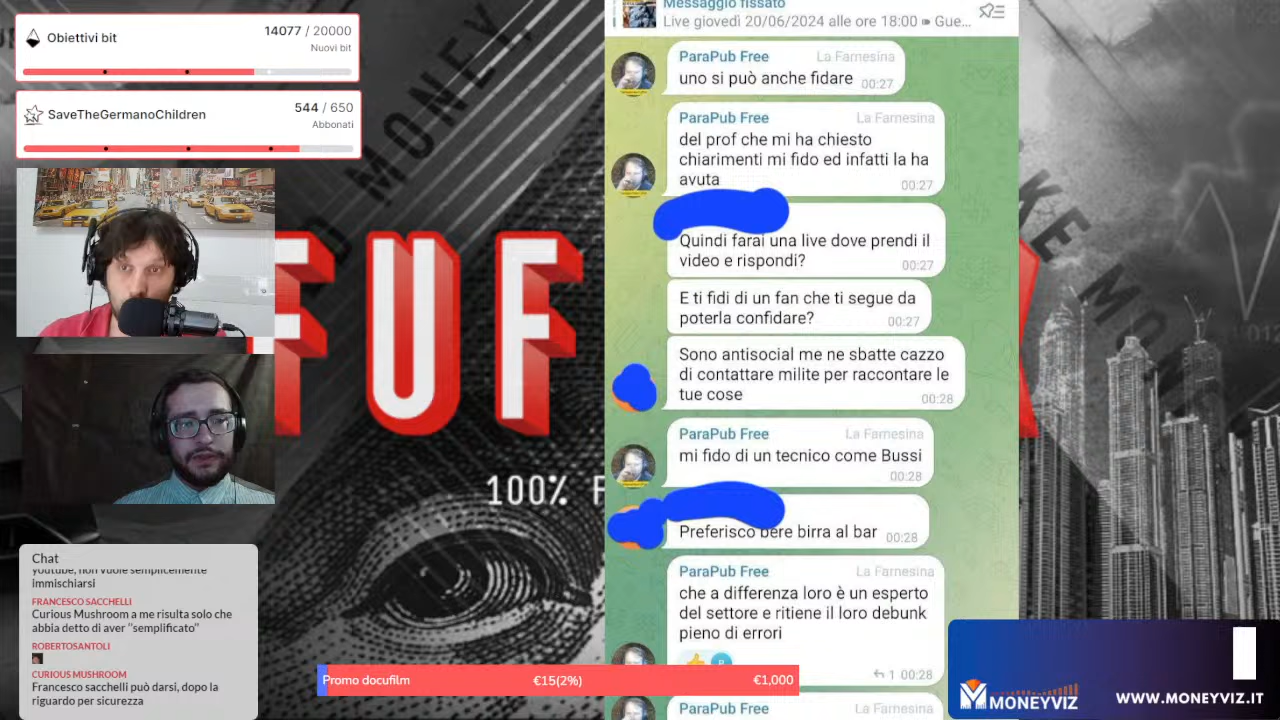 Obiettivi bit
14077 / 20000
Nuovi bit
SaveTheGermanoChildren
544 / 650
Abbonati
Messaggio fissato
Live giovedì 20/06/2024 alle ore 18:00 Gue...
ParaPub Free La Farnesina
uno si può anche fidare 00:27
ParaPub Free La Farnesina
del prof che mi ha chiesto
chiarimenti mi fido ed infatti la ha
avuta 00:27
Quindi farai una live dove prendi il
video e rispondi? 00:27
E ti fidi di un fan che ti segue da
poterla confidare? 00:27
Sono antisocial me ne sbatte cazzo
di contattare milite per raccontare le
tue cose 00:28
ParaPub Free La Farnesina
mi fido di un tecnico come Bussi
00:28
Preferisco bere birra al bar 00:28
ParaPub Free La Farnesina
che a differenza loro è un esperto
del settore e ritiene il loro debunk
pieno di errori
1 00:28
ParaPub Free La Farnesina
MONEY
FUF
100% F
KE MO
Chat
youtube, non vuole semplicemente
immischiarsi
FRANCESCO SACCHELLI
Curious Mushroom a me risulta solo che
abbia detto di aver "semplificato"
ROBERTOSANTOLI
CURIOUS MUSHROOM
Francesco sacchelli può darsi, dopo la
riguardo per sicurezza
Promo docufilm €15(2%) €1,000
MONEYVIZ
WWW.MONEYVIZ.IT